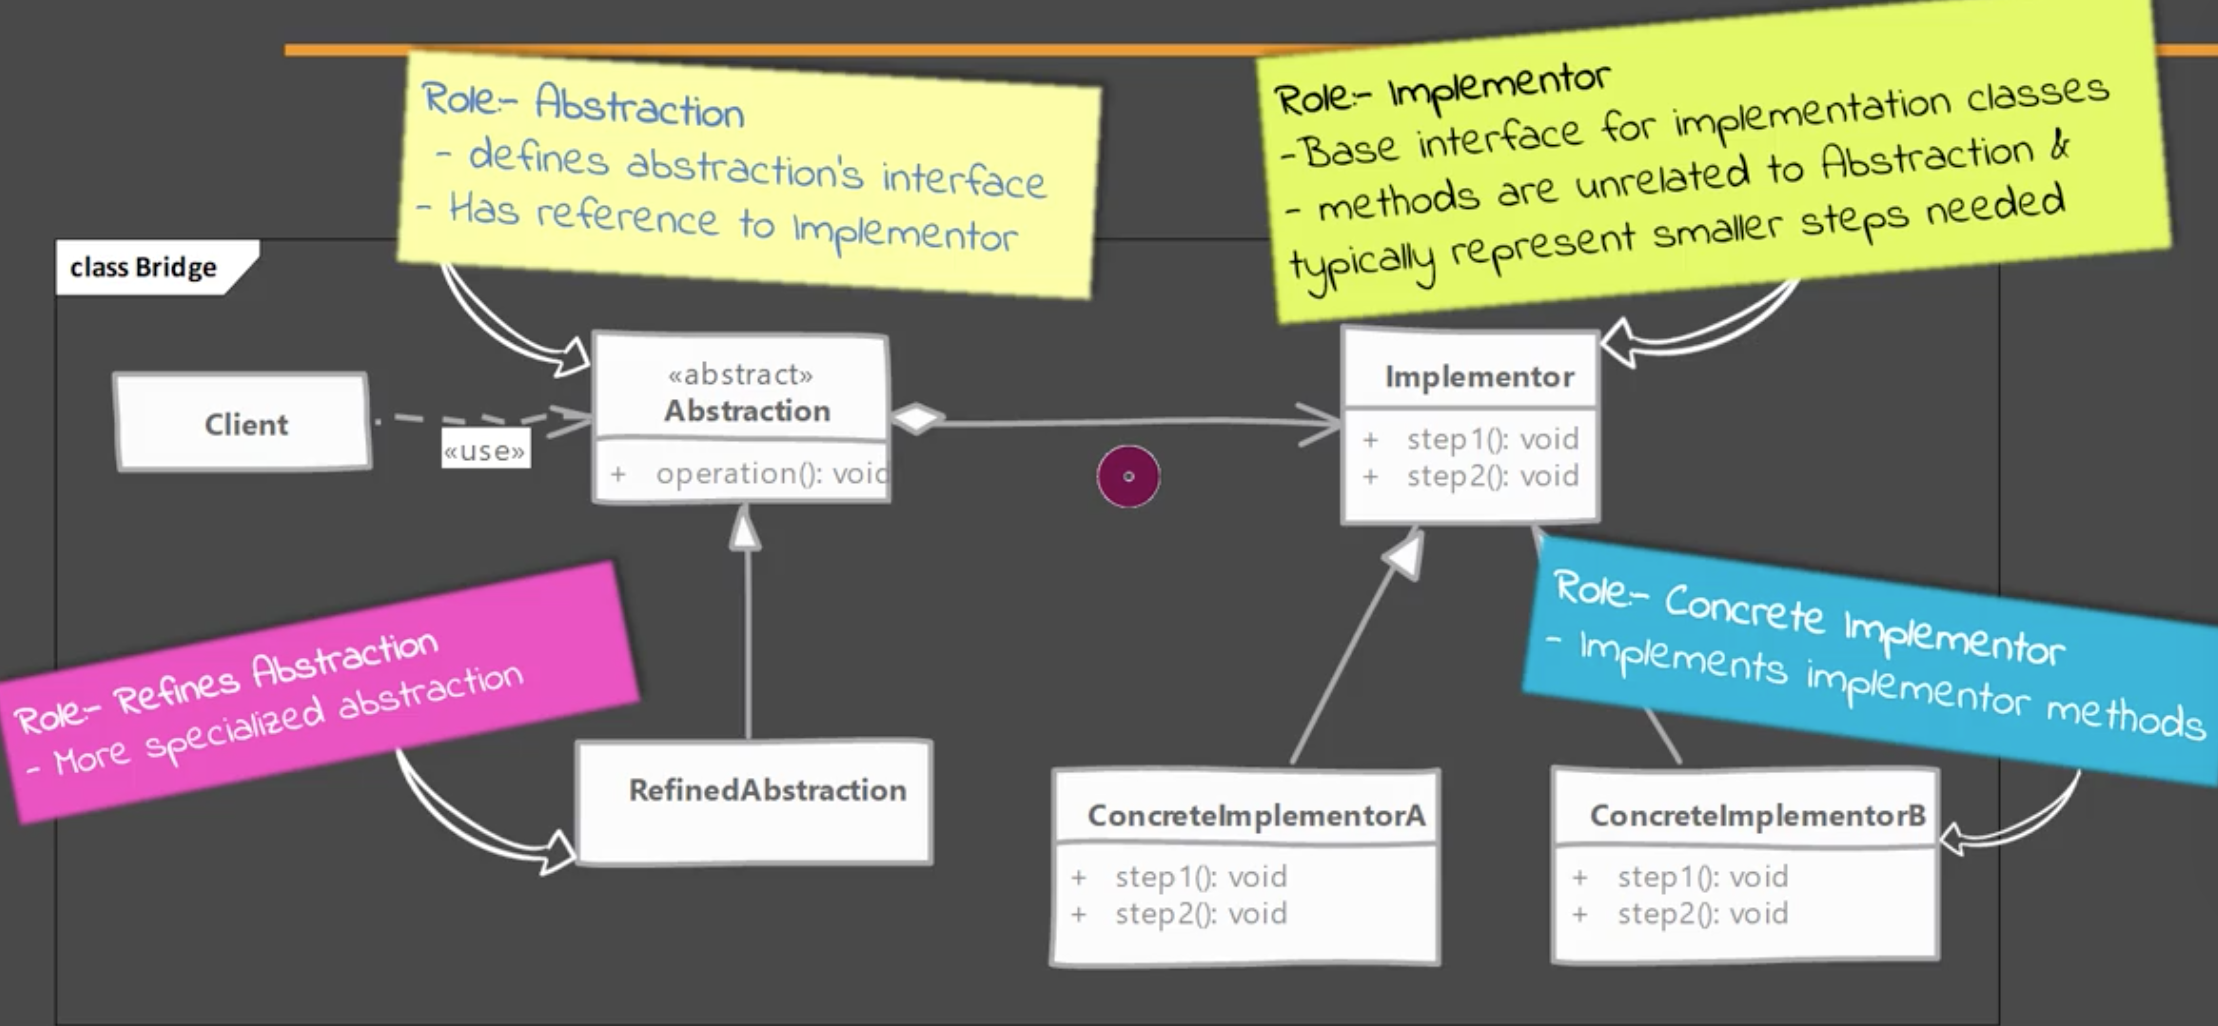 Role:- Abstraction
- defines abstraction's interface
- Has reference to Implementor
Role:- Implementor
-Base interface for implementation classes
- methods are unrelated to Abstraction &
typically represent smaller steps needed
class Bridge
Client
«use»
«abstract»
Abstraction
+ operation(): void
Implementor
+ step1(): void
+ step2(): void
Role:- Refines Abstraction
- More specialized abstraction
Role:- Concrete Implementor
- Implements implementor methods
RefinedAbstraction
ConcreteImplementorA
+ step1(): void
+ step2(): void
ConcreteImplementorB
+ step1(): void
+ step2(): void